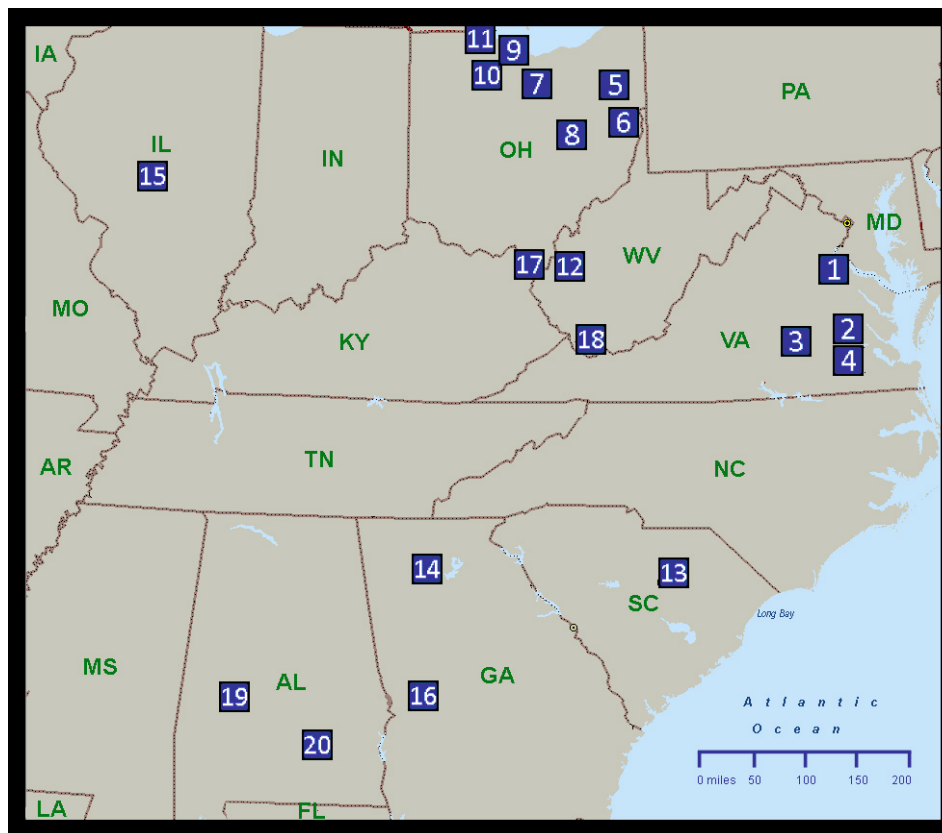 11
9
IA
10
7
5
PA
6
IL
8
OH
IN
15
MD
WV
17
12
1
MO
2
KY
18
VA
3
4
TN
AR
NC
14
13
SC
Long Bay
MS
GA
AL
19
16
Atlantic
Ocean
20
0 miles 50 100 150 200
LA
FL